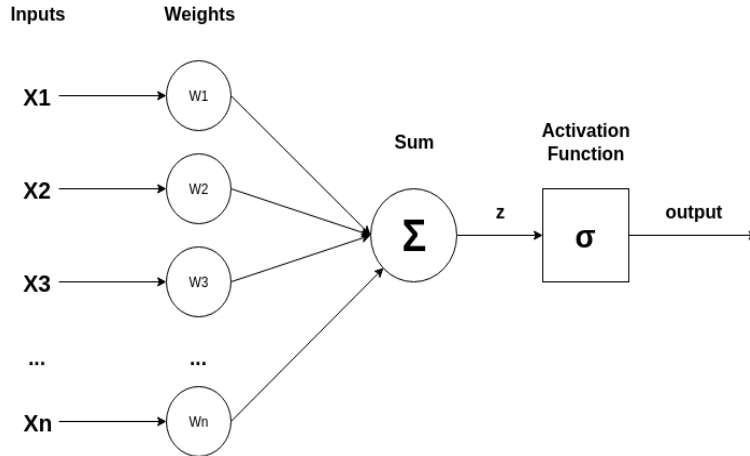 Inputs
Weights
X1
W1
X2
W2
X3
W3
...
...
Xn
Wn
Sum
Σ
z
Activation
Function
σ
output